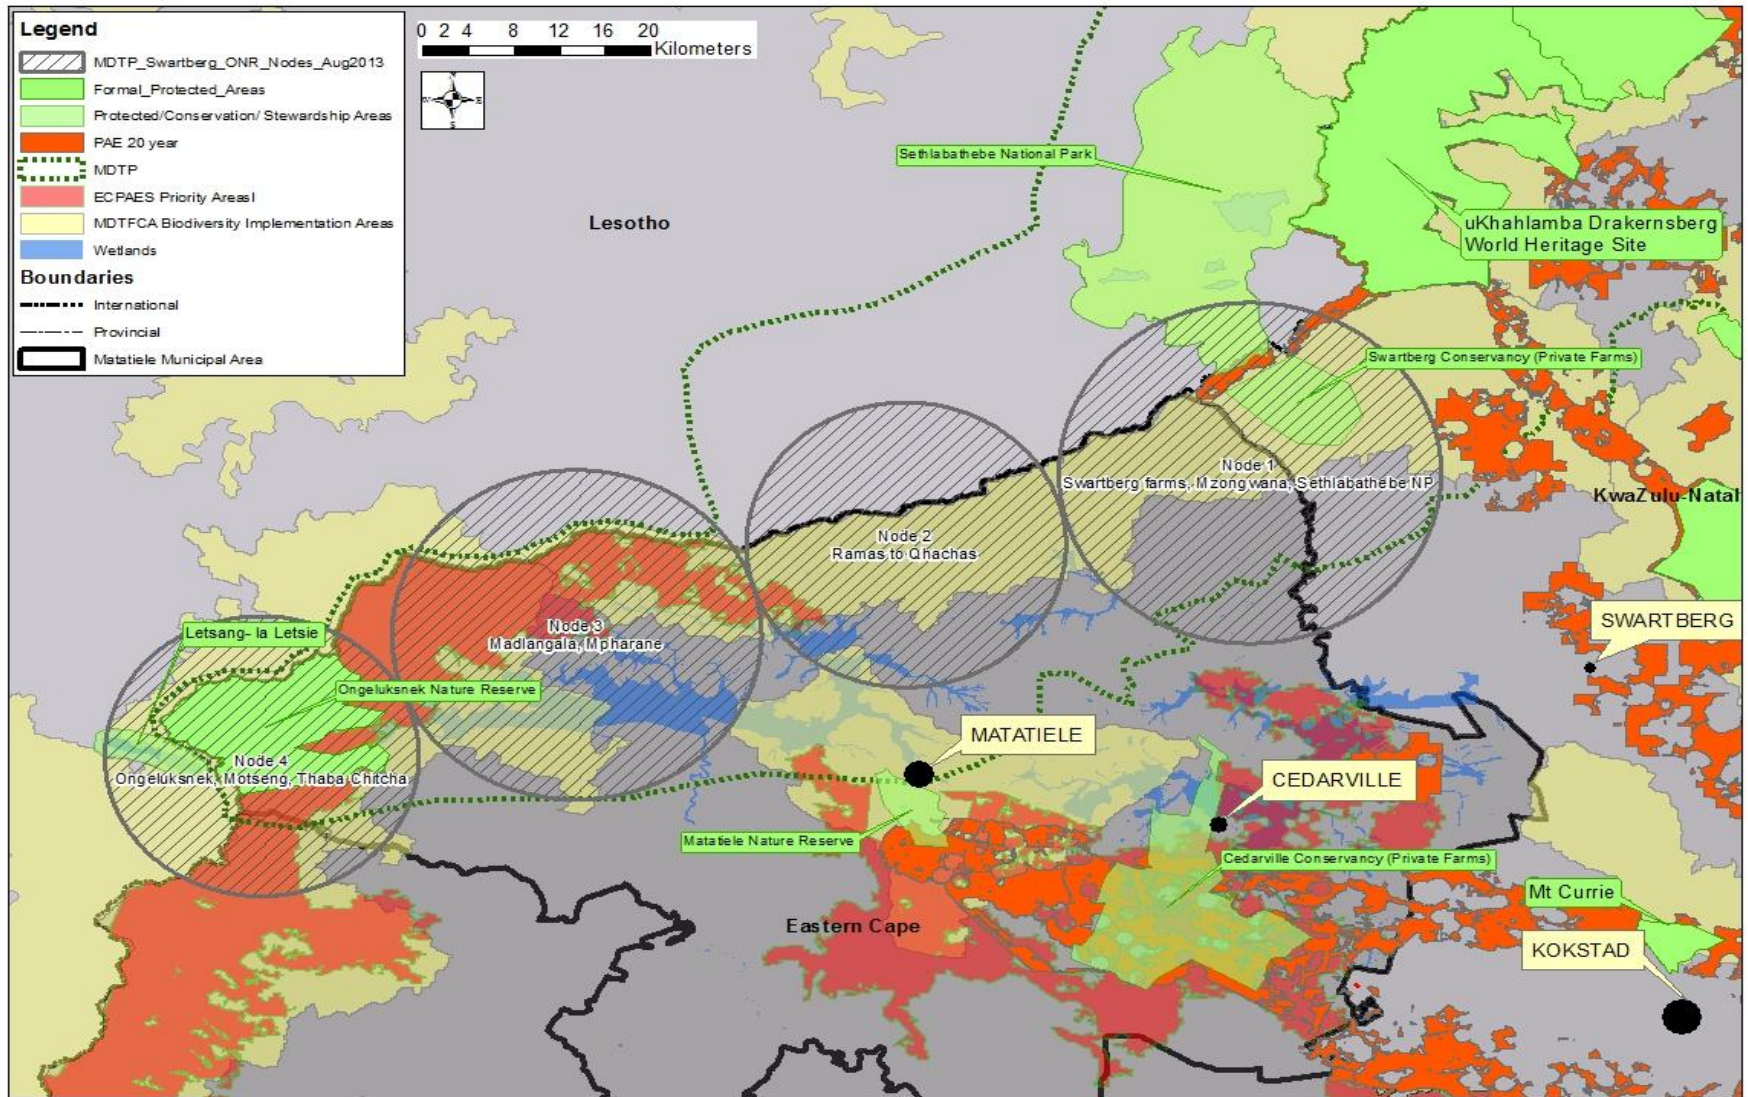 Legend
MDTP_Swartberg_ONR_Nodes_Aug2013
Formal_Protected_Areas
Protected/Conservation/ Stewardship Areas
PAE 20 year
MDTP
ECPAES Priority Areasl
MDTFCA Biodiversity Implementation Areas
Wetlands
Boundaries
International
Provincial
Matatiele Municipal Area
0 2 4 8 12 16 20
Kilometers
N
W E
S
Sethlabathebe National Park
Lesotho
uKhahlamba Drakernsberg
World Heritage Site
Swartberg Conservancy (Private Farms)
Node 1
Swartberg farms, Mzongwana, Sethlabathebe NP
KwaZulu-Natal
Node 2
Ramas to Qhachas
Node 3
Madlangala, Mpharane
SWARTBERG
Letsang- la Letsie
Ongeluksnek Nature Reserve
MATATIELE
Node 4
Ongeluksnek, Motseng, Thaba Chitcha
CEDARVILLE
Matatiele Nature Reserve
Cedarville Conservancy (Private Farms)
Mt Currie
Eastern Cape
KOKSTAD